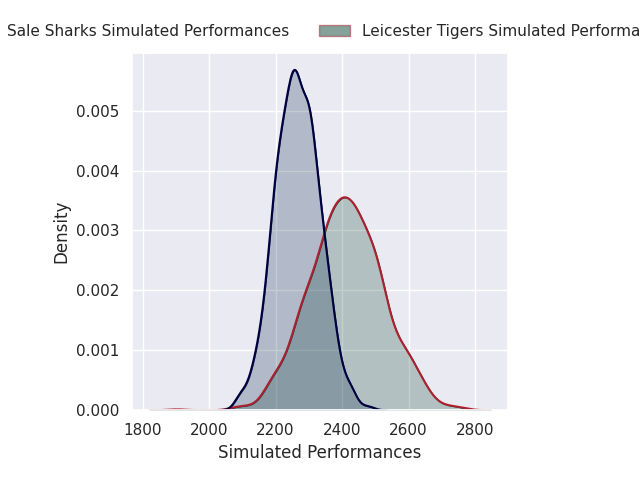 Sale Sharks Simulated Performances
Leicester Tigers Simulated Performa
0.005
0.004
0.003
0.002
0.001
0.000
Density
1800 2000 2200 2400 2600 2800
Simulated Performances